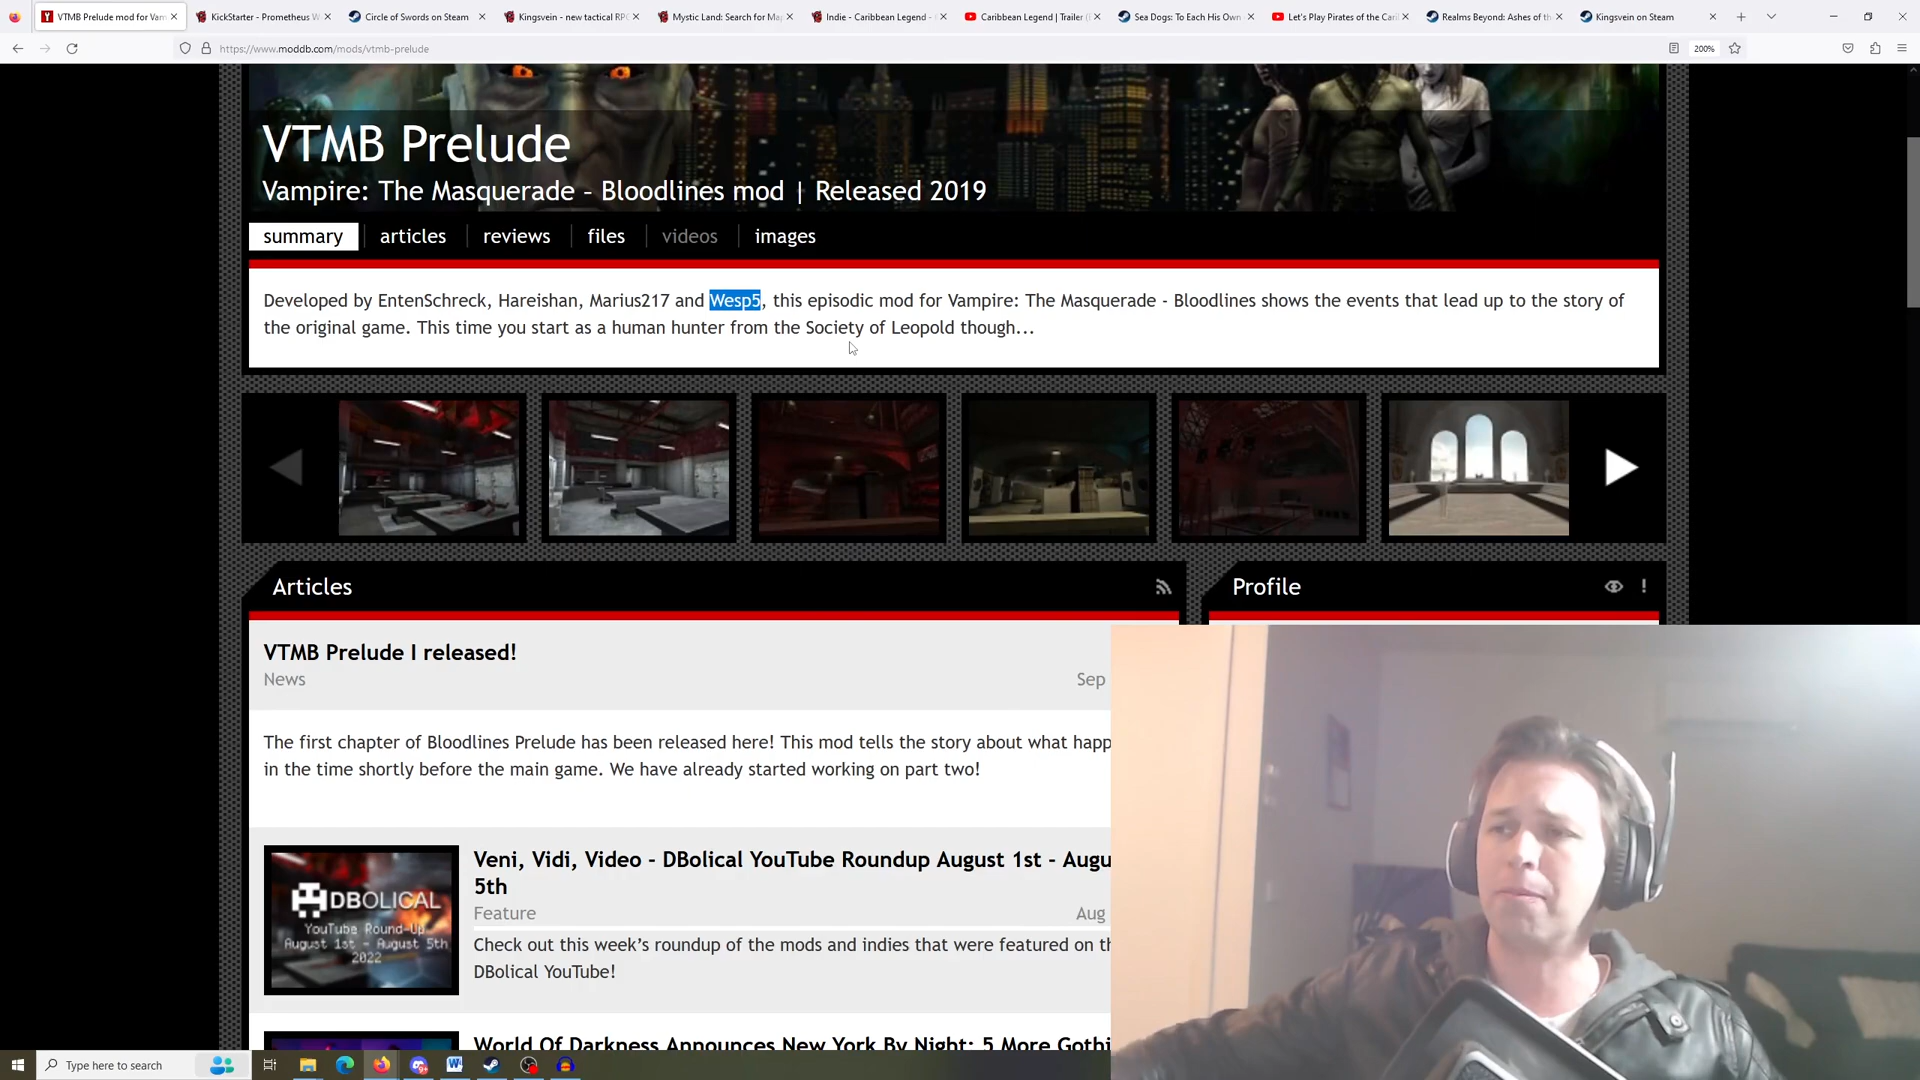 VTMB Prelude mod for Vam
KickStarter - Prometheus W
Circle of Swords on Steam
Kingsvein - new tactical RPG
Mystic Land: Search for Ma
Indie - Caribbean Legend -
Caribbean Legend | Trailer (
Sea Dogs: To Each His Own
Let's Play Pirates of the Cari
Realms Beyond: Ashes of th
Kingsvein on Steam
https://www.moddb.com/mods/vtmb-prelude
200%
VTMB Prelude
Vampire: The Masquerade - Bloodlines mod | Released 2019
summary articles reviews files videos images
Developed by EntenSchreck, Hareishan, Marius217 and Wesp5, this episodic mod for Vampire: The Masquerade - Bloodlines shows the events that lead up to the story of
the original game. This time you start as a human hunter from the Society of Leopold though...
Articles
Profile
VTMB Prelude I released!
News Sep
The first chapter of Bloodlines Prelude has been released here! This mod tells the story about what happ
in the time shortly before the main game. We have already started working on part two!
DBOLICAL
YouTube Round-Up
August 1st - August 5th
2022
Veni, Vidi, Video - DBolical YouTube Roundup August 1st - Augu
5th
Feature Aug
Check out this week's roundup of the mods and indies that were featured on th
DBolical YouTube!
World Of Darkness Announces New York By Night: 5 More Gothi
Type here to search